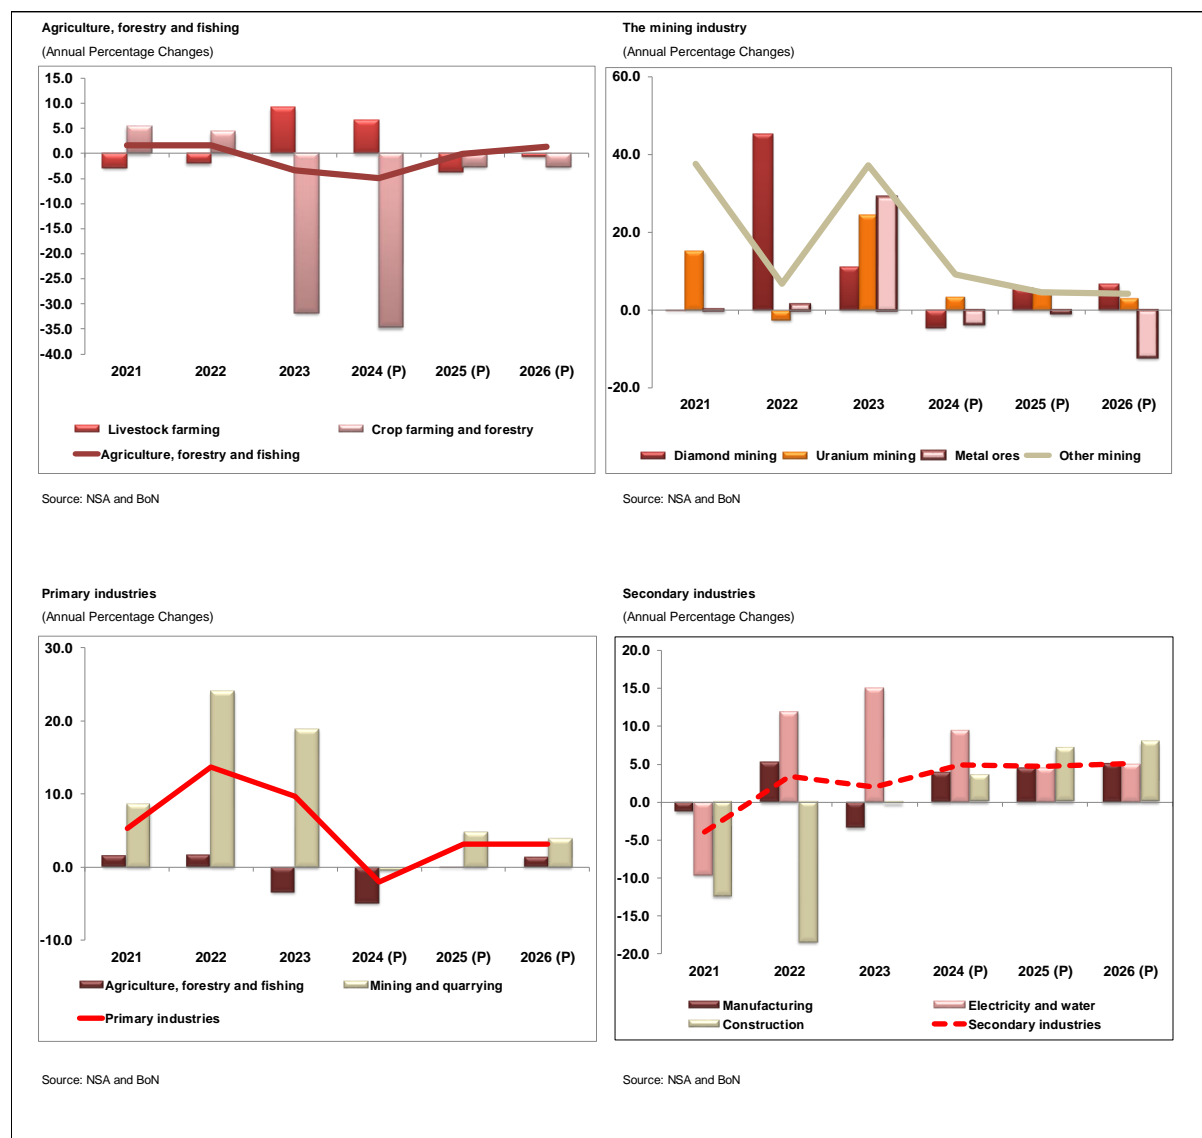 Agriculture, forestry and fishing
(Annual Percentage Changes)
15.0
10.0
5.0
0.0
-5.0
-10.0
-15.0
-20.0
-25.0
-30.0
-35.0
-40.0
2021 2022 2023 2024 (P) 2025 (P) 2026 (P)
Livestock farming Crop farming and forestry
Agriculture, forestry and fishing
Source: NSA and BoN
The mining industry
(Annual Percentage Changes)
60.0
40.0
20.0
0.0
-20.0
2021 2022 2023 2024 (P) 2025 (P) 2026 (P)
Diamond mining Uranium mining Metal ores Other mining
Source: NSA and BoN
Primary industries
(Annual Percentage Changes)
30.0
20.0
10.0
0.0
-10.0
2021 2022 2023 2024 (P) 2025 (P) 2026 (P)
Agriculture, forestry and fishing Mining and quarrying
Primary industries
Source: NSA and BoN
Secondary industries
(Annual Percentage Changes)
20.0
15.0
10.0
5.0
0.0
-5.0
-10.0
-15.0
-20.0
2021 2022 2023 2024 (P) 2025 (P) 2026 (P)
Manufacturing Electricity and water
Construction Secondary industries
Source: NSA and BoN